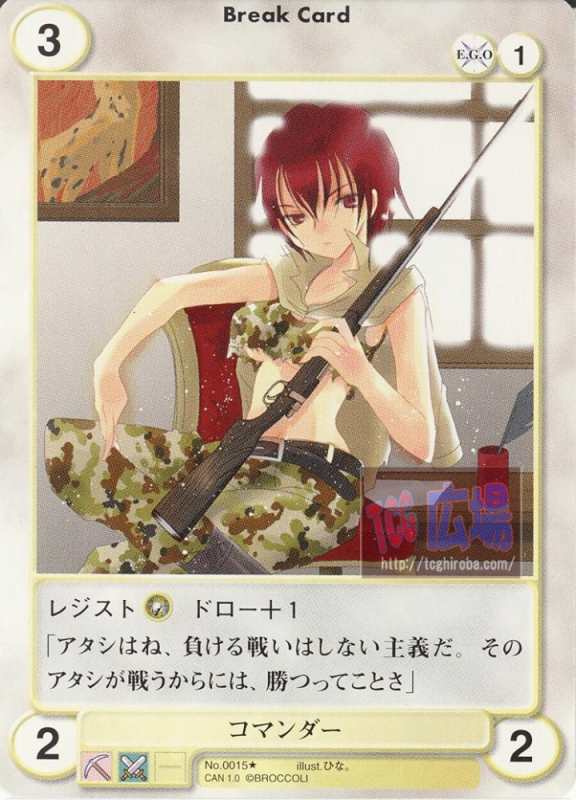 Break Card
3
E.G.O
1
TCG広場
http://tcghiroba.com/
レジスト ドロー＋1
「アタシはね、負ける戦いはしない主義だ。その
アタシが戦うからには、勝つってことさ」
コマンダー
2
2
No.0015★ illust.ひな。
CAN 1.0 ©BROCCOLI